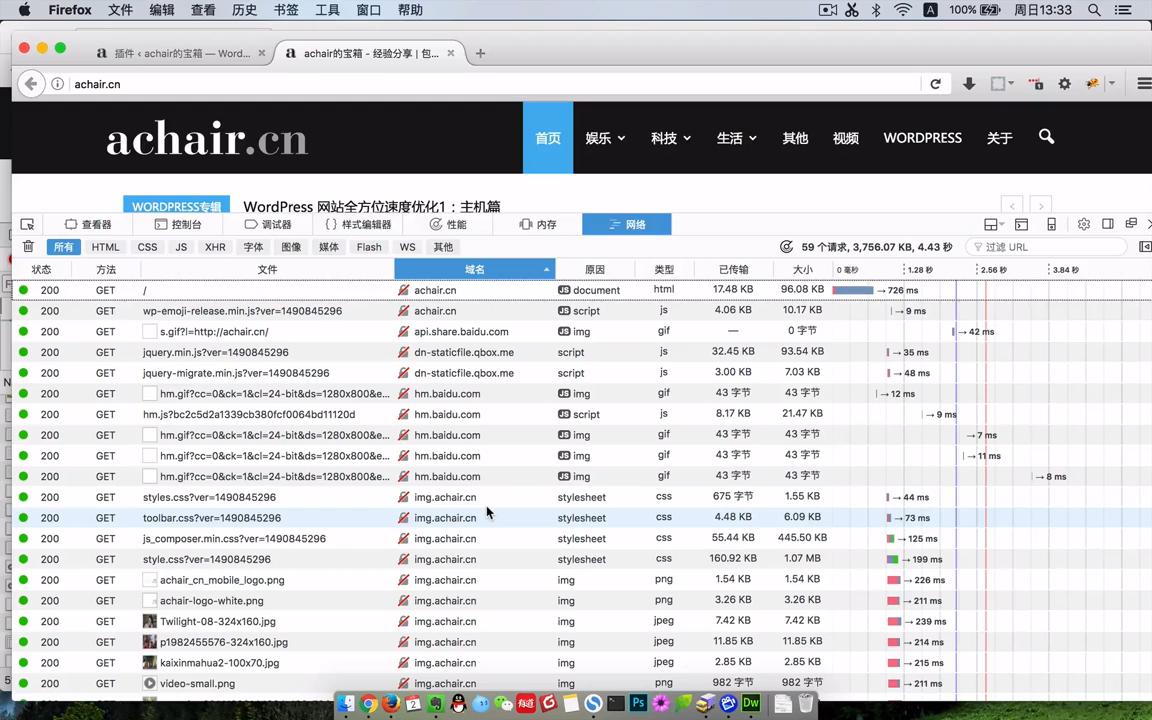 Firefox 文件 编辑 查看 历史 书签 工具 窗口 帮助 A 100% 周日13:33
a 插件 ‹ achair的宝箱 — Word... × a achair的宝箱 - 经验分享 | 包... × +
achair.cn
achair.cn 首页 娱乐 科技 生活 其他 视频 WORDPRESS 关于
WORDPRESS专辑 WordPress 网站全方位速度优化1：主机篇
查看器 控制台 调试器 {} 样式编辑器 性能 内存 网络
所有 HTML CSS JS XHR 字体 图像 媒体 Flash WS 其他 59 个请求, 3,756.07 KB, 4.43 秒 过滤 URL
状态 方法 文件 域名 原因 类型 已传输 大小 0 毫秒 1.28 秒 2.56 秒 3.84 秒
200 GET / achair.cn JS document html 17.48 KB 96.08 KB → 726 ms
200 GET wp-emoji-release.min.js?ver=1490845296 achair.cn JS script js 4.06 KB 10.17 KB → 9 ms
200 GET s.gif?l=http://achair.cn/ api.share.baidu.com JS img gif — 0 字节 → 42 ms
200 GET jquery.min.js?ver=1490845296 dn-staticfile.qbox.me script js 32.45 KB 93.54 KB → 35 ms
200 GET jquery-migrate.min.js?ver=1490845296 dn-staticfile.qbox.me script js 3.00 KB 7.03 KB → 48 ms
200 GET hm.gif?cc=0&ck=1&cl=24-bit&ds=1280x800&e... hm.baidu.com JS img gif 43 字节 43 字节 → 12 ms
200 GET hm.js?bc2c5d2a1339cb380fcf0064bd11120d hm.baidu.com JS script js 8.17 KB 21.47 KB → 9 ms
200 GET hm.gif?cc=0&ck=1&cl=24-bit&ds=1280x800&e... hm.baidu.com JS img gif 43 字节 43 字节 → 7 ms
200 GET hm.gif?cc=0&ck=1&cl=24-bit&ds=1280x800&e... hm.baidu.com JS img gif 43 字节 43 字节 → 11 ms
200 GET hm.gif?cc=0&ck=1&cl=24-bit&ds=1280x800&e... hm.baidu.com JS img gif 43 字节 43 字节 → 8 ms
200 GET styles.css?ver=1490845296 img.achair.cn stylesheet css 675 字节 1.55 KB → 44 ms
200 GET toolbar.css?ver=1490845296 img.achair.cn stylesheet css 4.48 KB 6.09 KB → 73 ms
200 GET js_composer.min.css?ver=1490845296 img.achair.cn stylesheet css 55.44 KB 445.50 KB → 125 ms
200 GET style.css?ver=1490845296 img.achair.cn stylesheet css 160.92 KB 1.07 MB → 199 ms
200 GET achair_cn_mobile_logo.png img.achair.cn img png 1.54 KB 1.54 KB → 226 ms
200 GET achair-logo-white.png img.achair.cn img png 3.26 KB 3.26 KB → 211 ms
200 GET Twilight-08-324x160.jpg img.achair.cn img jpeg 7.42 KB 7.42 KB → 239 ms
200 GET p1982455576-324x160.jpg img.achair.cn img jpeg 11.85 KB 11.85 KB → 214 ms
200 GET kaixinmahua2-100x70.jpg img.achair.cn img jpeg 2.85 KB 2.85 KB → 215 ms
200 GET video-small.png img.achair.cn img png 982 字节 982 字节 → 211 ms
2 有道 Ps Dw